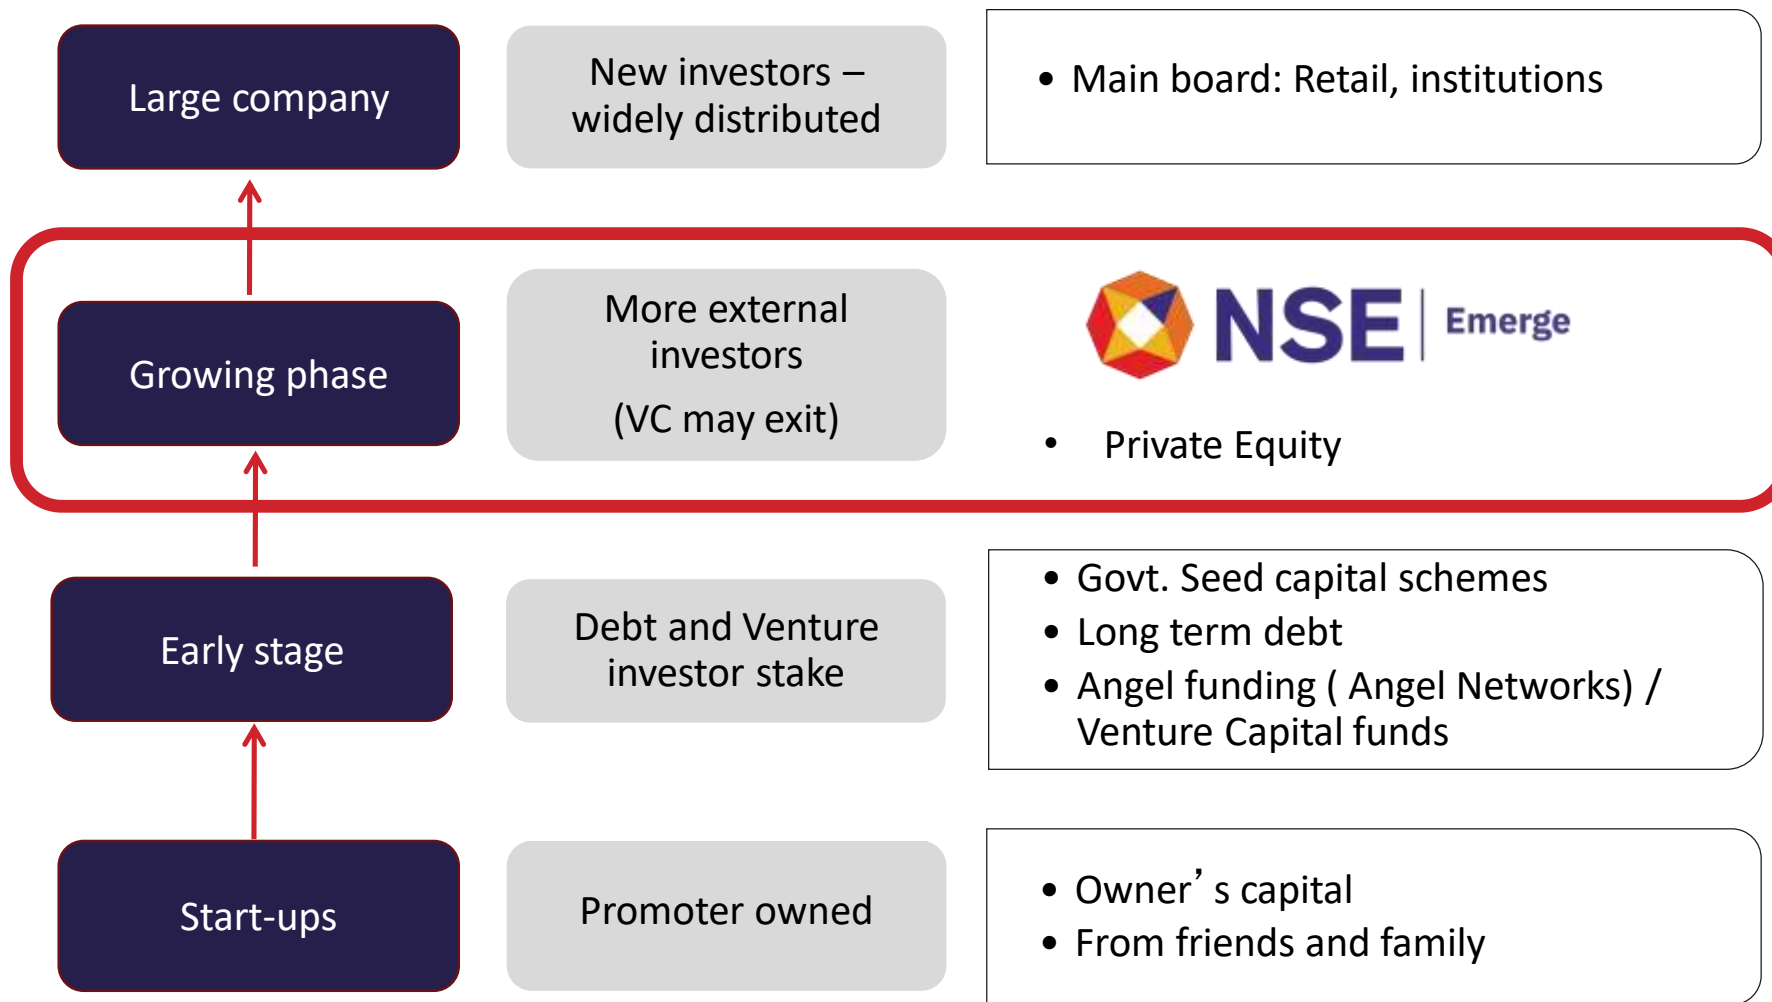 Large company
New investors –
widely distributed
• Main board: Retail, institutions
Growing phase
More external
investors
(VC may exit)
NSE Emerge
• Private Equity
Early stage
Debt and Venture
investor stake
• Govt. Seed capital schemes
• Long term debt
• Angel funding ( Angel Networks) /
Venture Capital funds
Start-ups
Promoter owned
• Owner’ s capital
• From friends and family